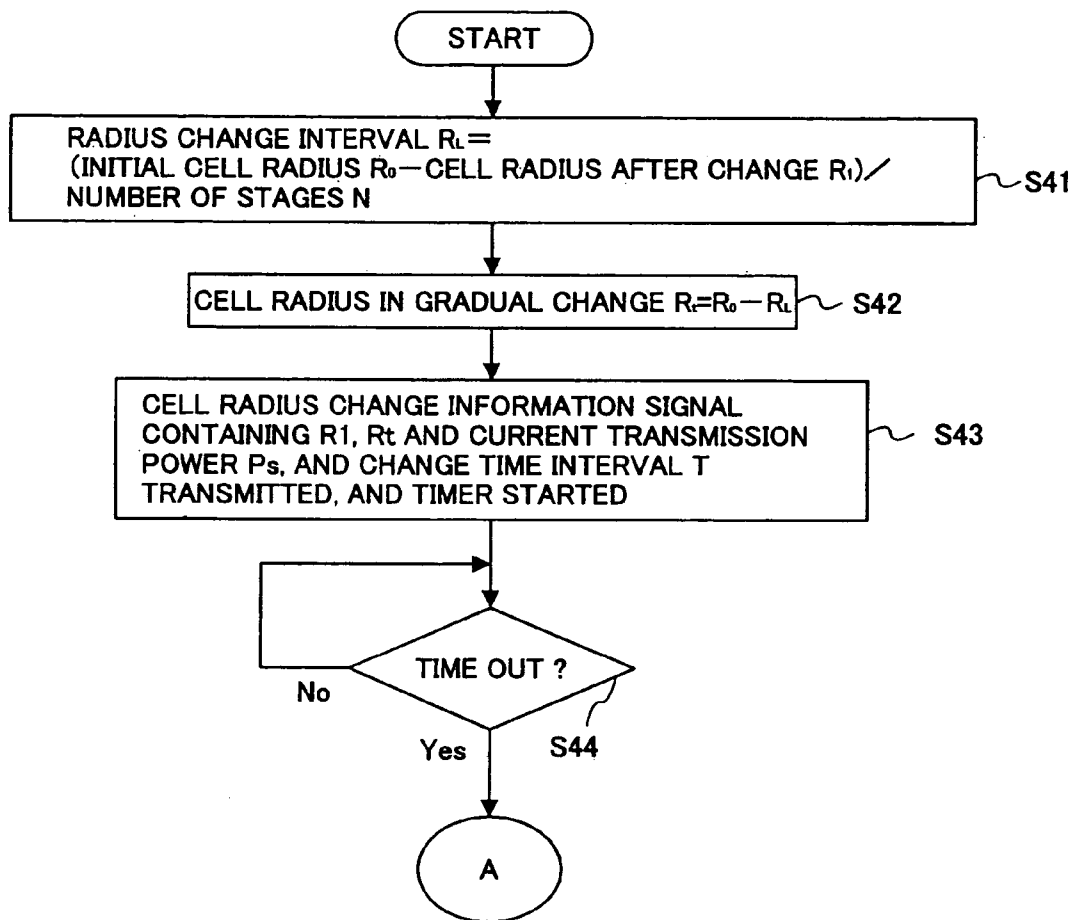 START
RADIUS CHANGE INTERVAL RL=
(INITIAL CELL RADIUS R0−CELL RADIUS AFTER CHANGE R1)/
NUMBER OF STAGES N
S41
CELL RADIUS IN GRADUAL CHANGE Rt=R0−RL
S42
CELL RADIUS CHANGE INFORMATION SIGNAL
CONTAINING R1, Rt AND CURRENT TRANSMISSION
POWER Ps, AND CHANGE TIME INTERVAL T
TRANSMITTED, AND TIMER STARTED
S43
TIME OUT ?
No
S44
Yes
A